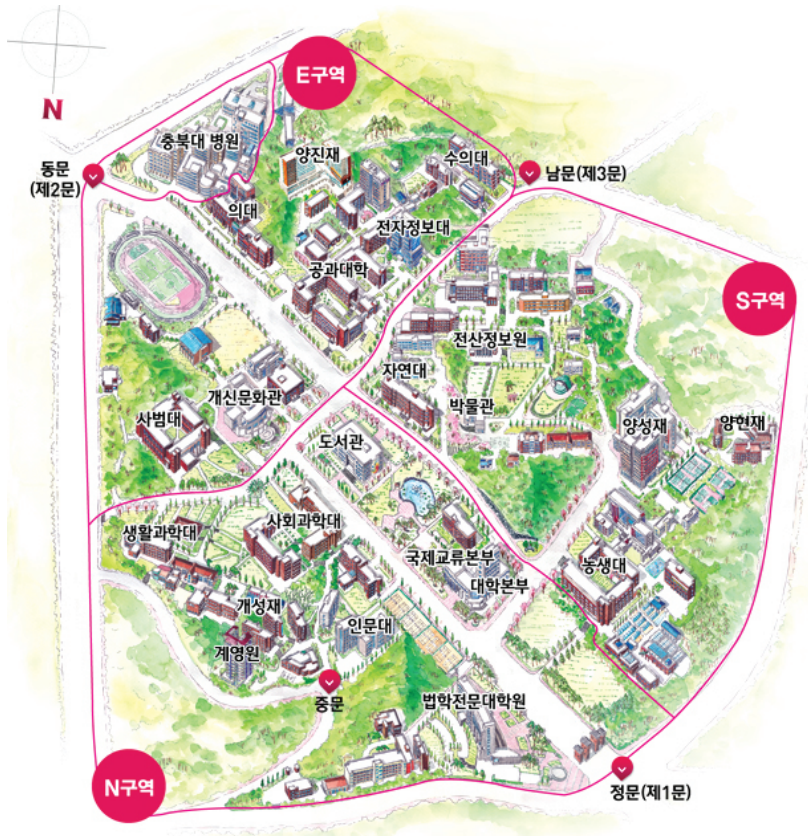 E구역
N
충북대 병원
양진재
수의대
동문
(제2문)
남문(제3문)
의대
전자정보대
공과대학
S구역
전산정보원
자연대
개신문화관
박물관
사범대
양성재
양현재
도서관
생활과학대
사회과학대
국제교류본부
농생대
대학본부
개성재
인문대
계영원
중문
법학전문대학원
N구역
정문(제1문)